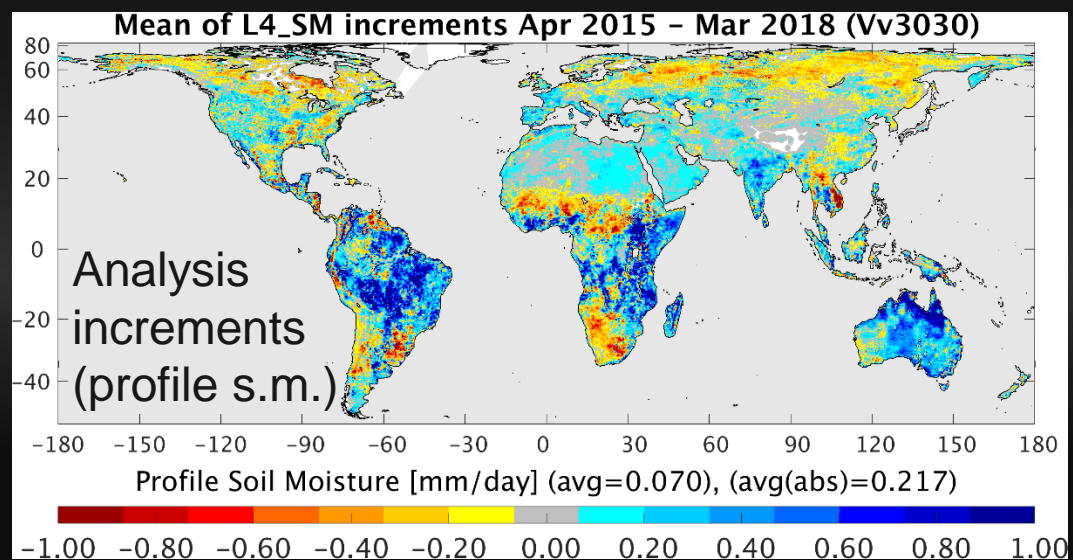 Mean of L4_SM increments Apr 2015 – Mar 2018 (Vv3030)
80
60
40
20
0
−20
−40
Analysis
increments
(profile s.m.)
−180 −150 −120 −90 −60 −30 0 30 60 90 120 150 180
Profile Soil Moisture [mm/day] (avg=0.070), (avg(abs)=0.217)
−1.00 −0.80 −0.60 −0.40 −0.20 0.00 0.20 0.40 0.60 0.80 1.00